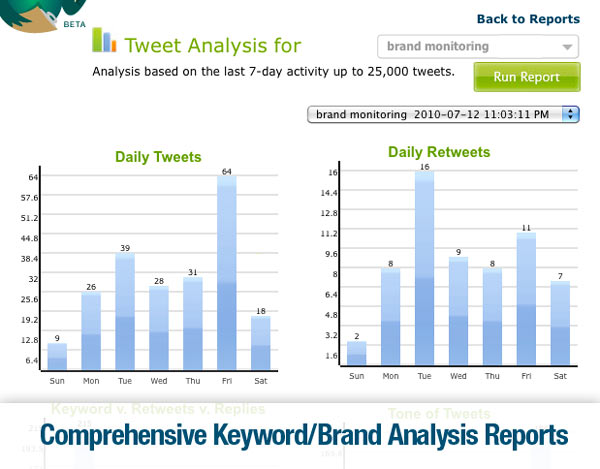 BETA
Back to Reports
Tweet Analysis for
brand monitoring
Analysis based on the last 7-day activity up to 25,000 tweets.
Run Report
brand monitoring 2010-07-12 11:03:11 PM
Daily Tweets
64
57.6
51.2
44.8
38.4
32
25.6
19.2
12.8
6.4
9
26
39
28
31
64
18
Sun Mon Tue Wed Thu Fri Sat
Daily Retweets
16
14.4
12.8
11.2
9.6
8
6.4
4.8
3.2
1.6
2
8
16
9
8
11
7
Sun Mon Tue Wed Thu Fri Sat
Keyword v. Retweets v. Replies
Tone of Tweets
Comprehensive Keyword/Brand Analysis Reports